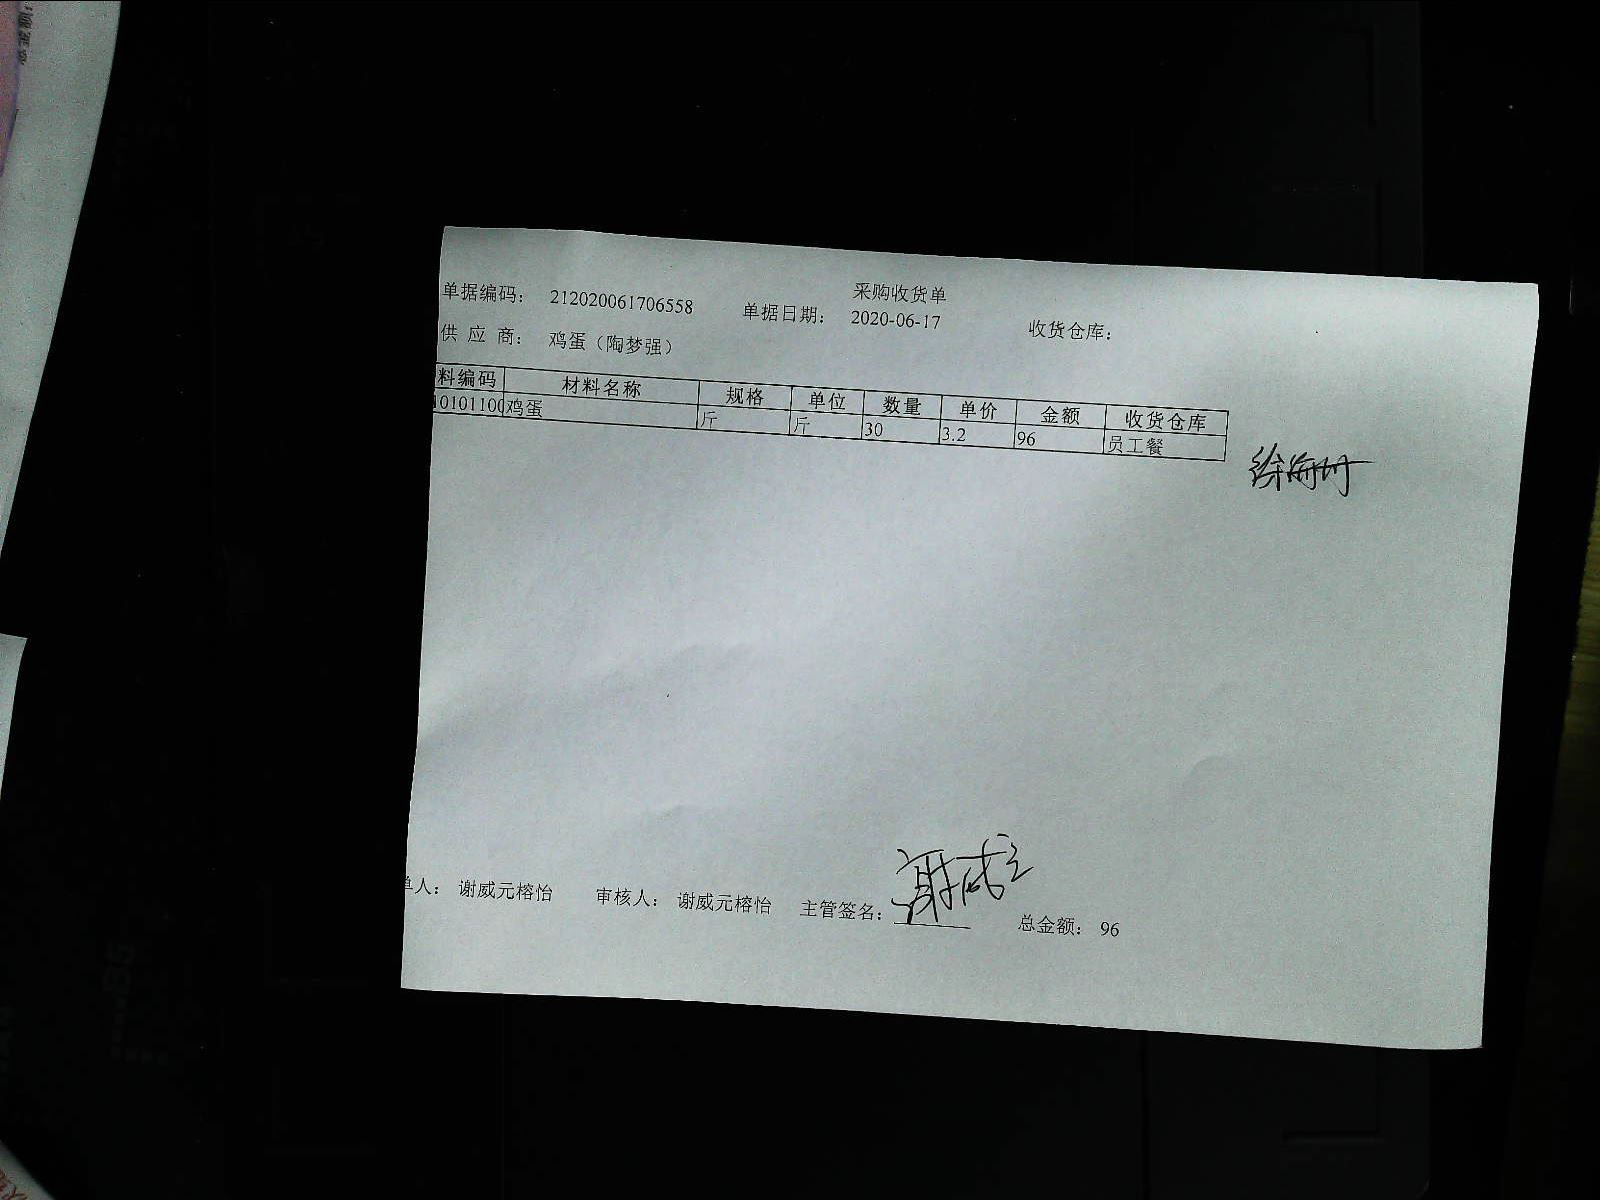 采购收货单
单据编码： 212020061706558 单据日期： 2020-06-17 收货仓库：
供 应 商： 鸡蛋（陶梦强）
料编码 材料名称 规格 单位 数量 单价 金额 收货仓库
10101100 鸡蛋 斤 斤 30 3.2 96 员工餐
单人： 谢威元榕怡 审核人： 谢威元榕怡 主管签名： 总金额： 96
总金额：